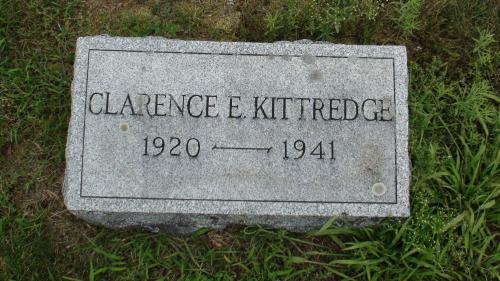 CLARENCE E. KITTREDGE
1920 — 1941